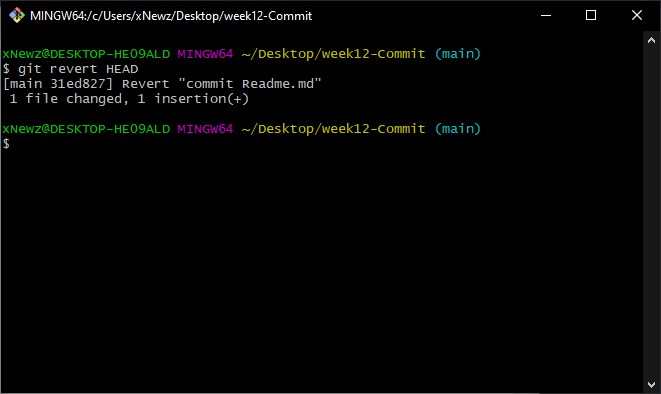 MINGW64:/c/Users/xNewz/Desktop/week12-Commit
xNewz@DESKTOP-HE09ALD MINGW64 ~/Desktop/week12-Commit (main)
$ git revert HEAD
[main 31ed827] Revert "commit Readme.md"
 1 file changed, 1 insertion(+)
xNewz@DESKTOP-HE09ALD MINGW64 ~/Desktop/week12-Commit (main)
$